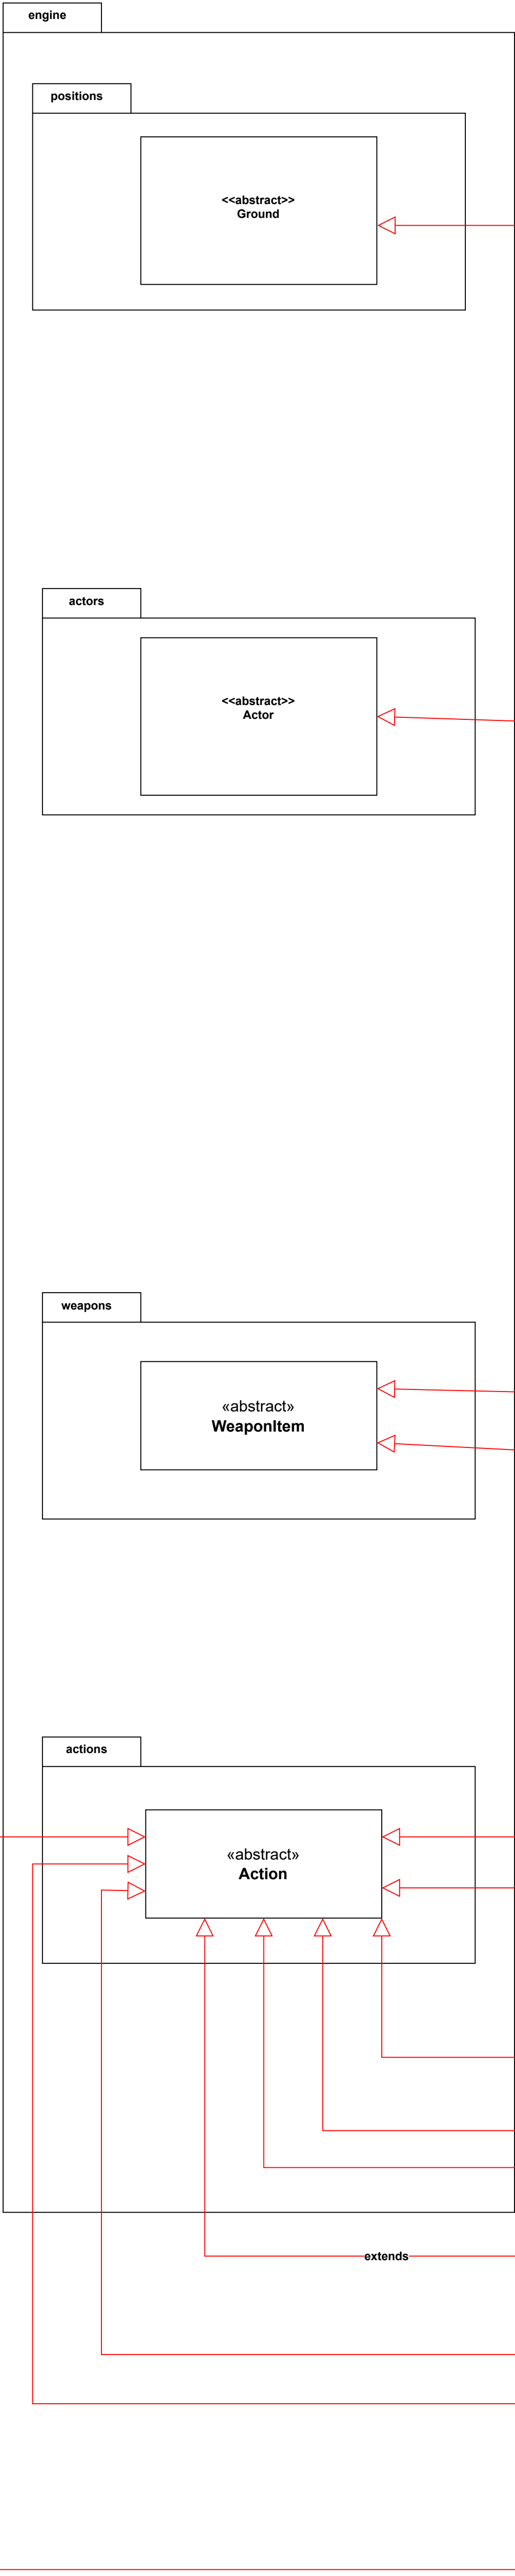 engine
positions
<<abstract>>
Ground
actors
<<abstract>>
Actor
weapons
«abstract»
WeaponItem
actions
«abstract»
Action
extends